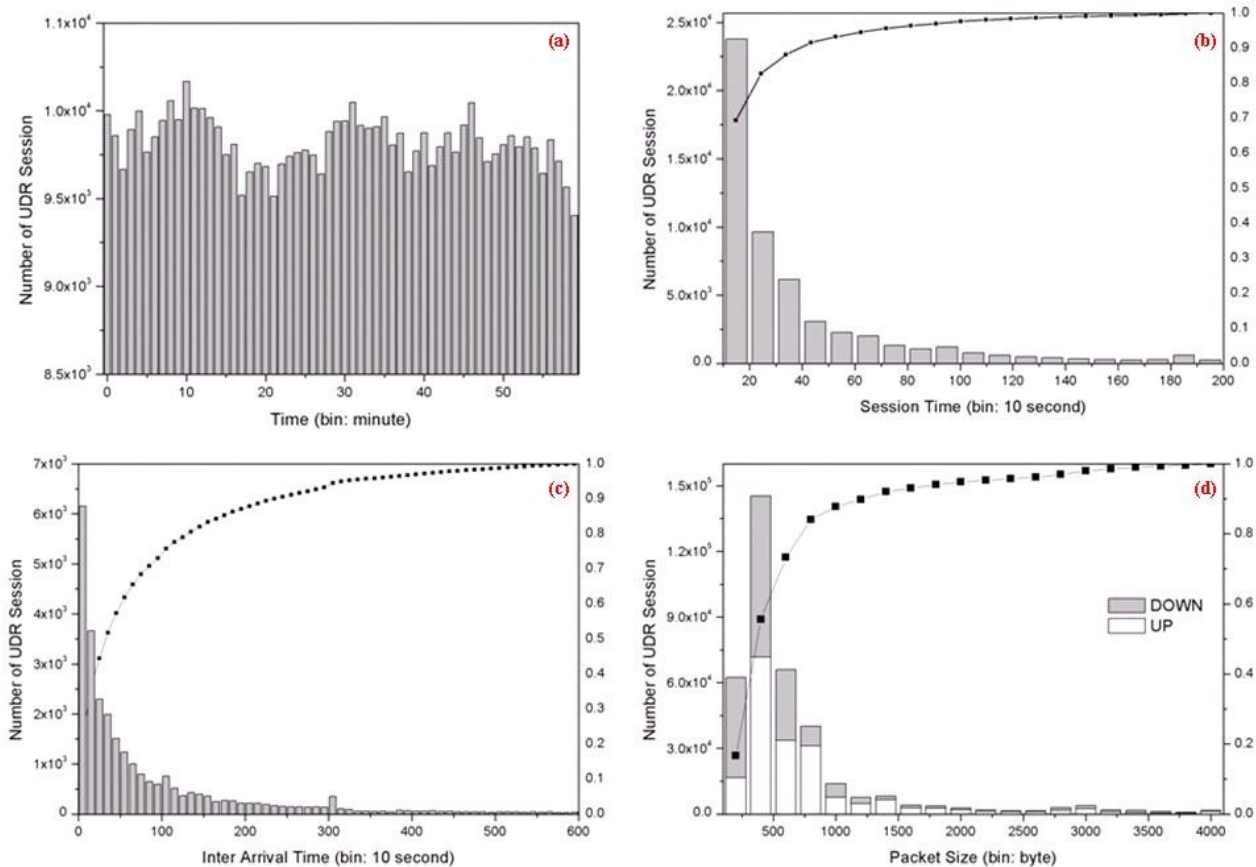 (a)
1.1x10⁴
1.0x10⁴
9.5x10³
9.0x10³
8.5x10³
Number of UDR Session
0 10 20 30 40 50
Time (bin: minute)
(b)
2.5x10⁴
2.0x10⁴
1.5x10⁴
1.0x10⁴
5.0x10³
0.0
Number of UDR Session
1.0
0.9
0.8
0.7
0.6
0.5
0.4
0.3
0.2
0.1
0.0
20 40 60 80 100 120 140 160 180 200
Session Time (bin: 10 second)
(c)
7x10³
6x10³
5x10³
4x10³
3x10³
2x10³
1x10³
0
Number of UDR Session
1.0
0.9
0.8
0.7
0.6
0.5
0.4
0.3
0.2
0.1
0.0
0 100 200 300 400 500 600
Inter Arrival Time (bin: 10 second)
(d)
1.5x10⁵
1.2x10⁵
9.0x10⁴
6.0x10⁴
3.0x10⁴
0.0
Number of UDR Session
DOWN
UP
1.0
0.8
0.6
0.4
0.2
0.0
500 1000 1500 2000 2500 3000 3500 4000
Packet Size (bin: byte)